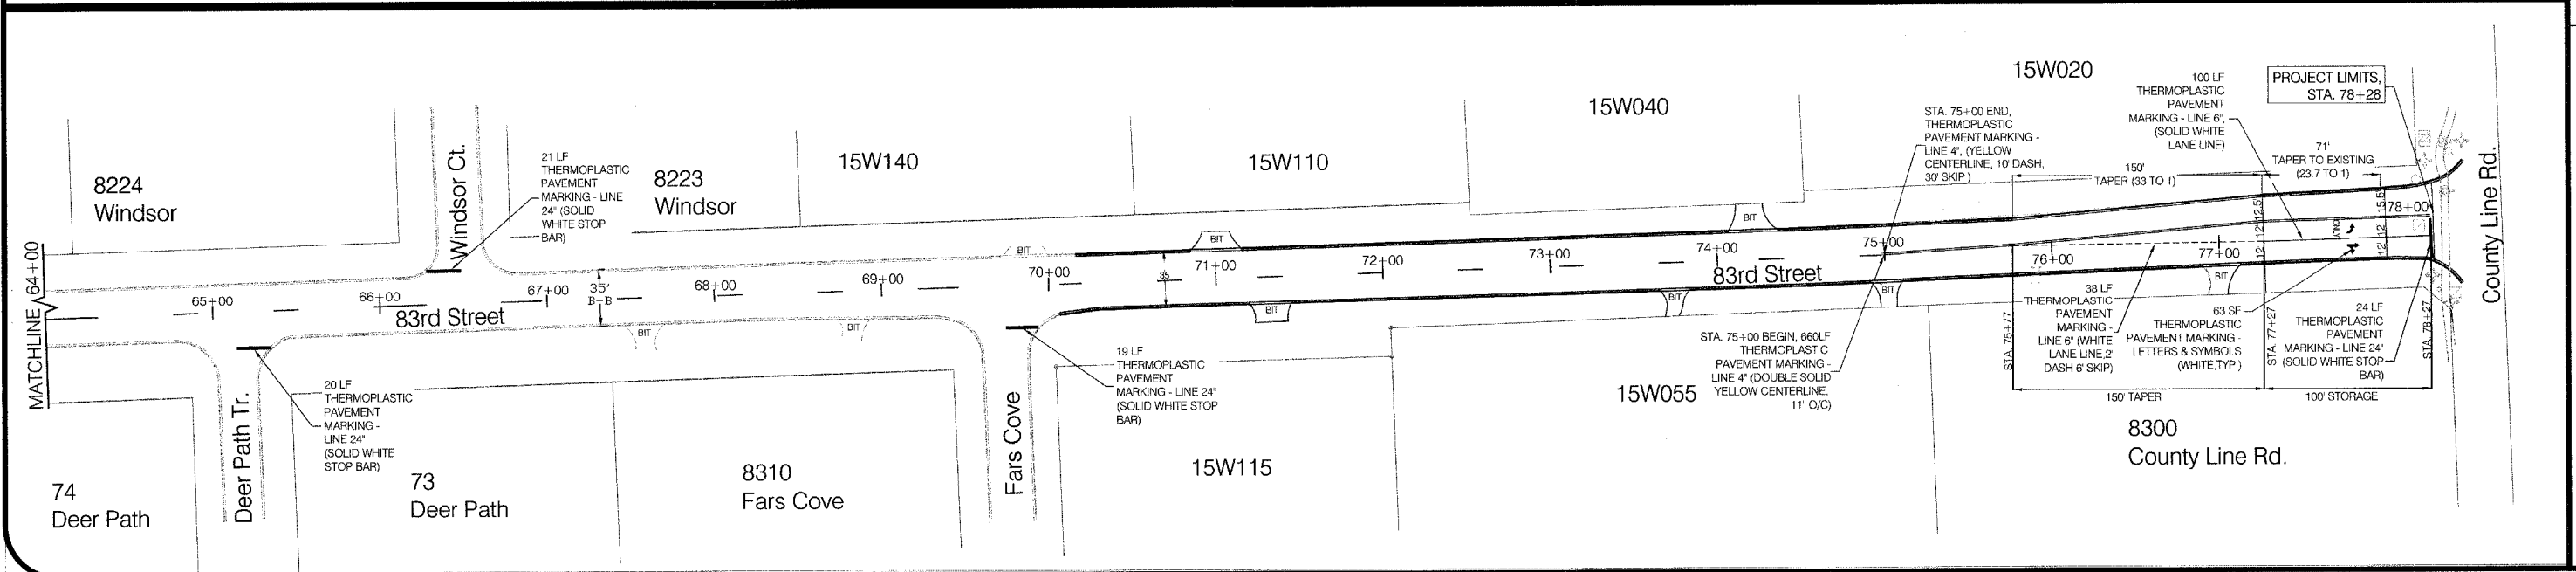 MATCHLINE 64+00
8224
Windsor
Windsor Ct.
21 LF
THERMOPLASTIC
PAVEMENT
MARKING - LINE
24" (SOLID
WHITE STOP
BAR)
8223
Windsor
15W140
15W110
15W040
15W020
STA. 75+00 END,
THERMOPLASTIC
PAVEMENT MARKING -
LINE 4", (YELLOW
CENTERLINE, 10' DASH,
30' SKIP )
100 LF
THERMOPLASTIC
PAVEMENT
MARKING - LINE 6",
(SOLID WHITE
LANE LINE)
PROJECT LIMITS,
STA. 78+28
150'
TAPER (33 TO 1)
71'
TAPER TO EXISTING
(23.7 TO 1)
County Line Rd.
65+00
66+00
67+00
68+00
69+00
70+00
71+00
72+00
73+00
74+00
75+00
76+00
77+00
78+00
83rd Street
83rd Street
35'
B-B
35
BIT
BIT
BIT
BIT
BIT
BIT
BIT
BIT
BIT
12
12
12.5
12
12
15.5
ONLY
Deer Path Tr.
20 LF
THERMOPLASTIC
PAVEMENT
MARKING -
LINE 24"
(SOLID WHITE
STOP BAR)
74
Deer Path
73
Deer Path
8310
Fars Cove
Fars Cove
19 LF
THERMOPLASTIC
PAVEMENT
MARKING - LINE 24"
(SOLID WHITE STOP
BAR)
15W115
15W055
STA. 75+00 BEGIN, 660LF
THERMOPLASTIC
PAVEMENT MARKING -
LINE 4" (DOUBLE SOLID
YELLOW CENTERLINE,
11" O/C)
STA. 75+77
38 LF
THERMOPLASTIC
PAVEMENT
MARKING -
LINE 6" (WHITE
LANE LINE,2'
DASH 6' SKIP)
63 SF
THERMOPLASTIC
PAVEMENT MARKING -
LETTERS & SYMBOLS
(WHITE,TYP.)
STA. 77+27
24 LF
THERMOPLASTIC
PAVEMENT
MARKING - LINE 24"
(SOLID WHITE STOP
BAR)
STA. 78+27
150' TAPER
100' STORAGE
8300
County Line Rd.